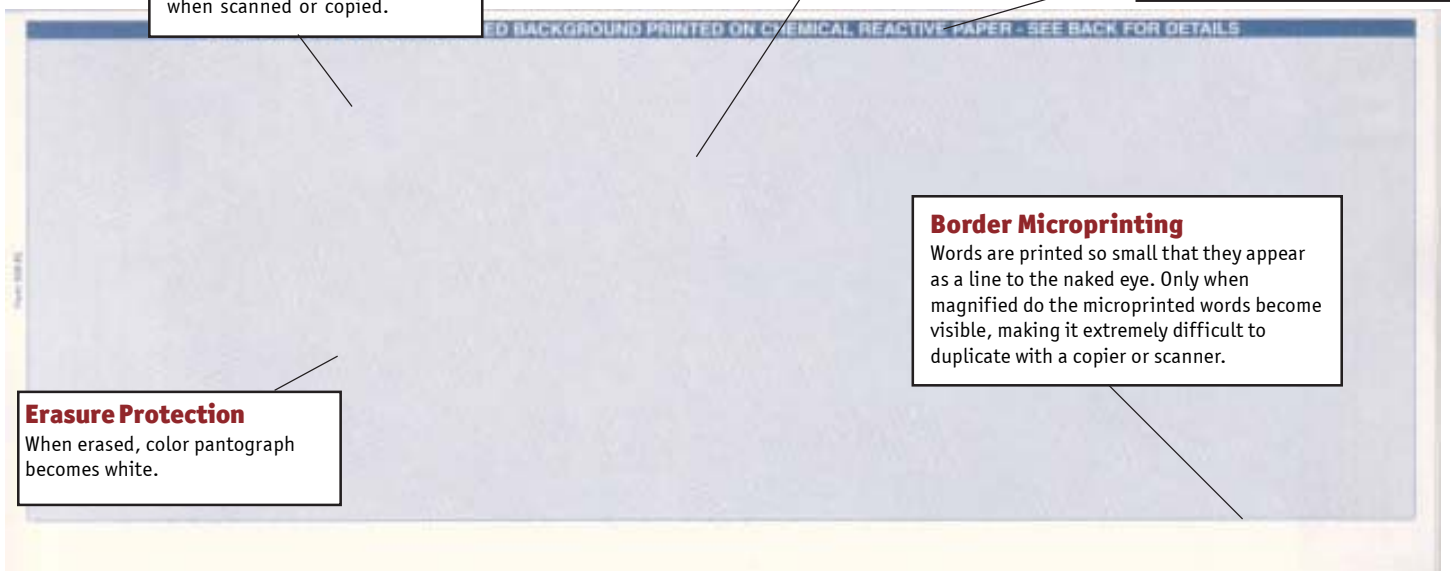 when scanned or copied.
ED BACKGROUND PRINTED ON CHEMICAL REACTIVE PAPER - SEE BACK FOR DETAILS
Border Microprinting
Words are printed so small that they appear
as a line to the naked eye. Only when
magnified do the microprinted words become
visible, making it extremely difficult to
duplicate with a copier or scanner.
Erasure Protection
When erased, color pantograph
becomes white.